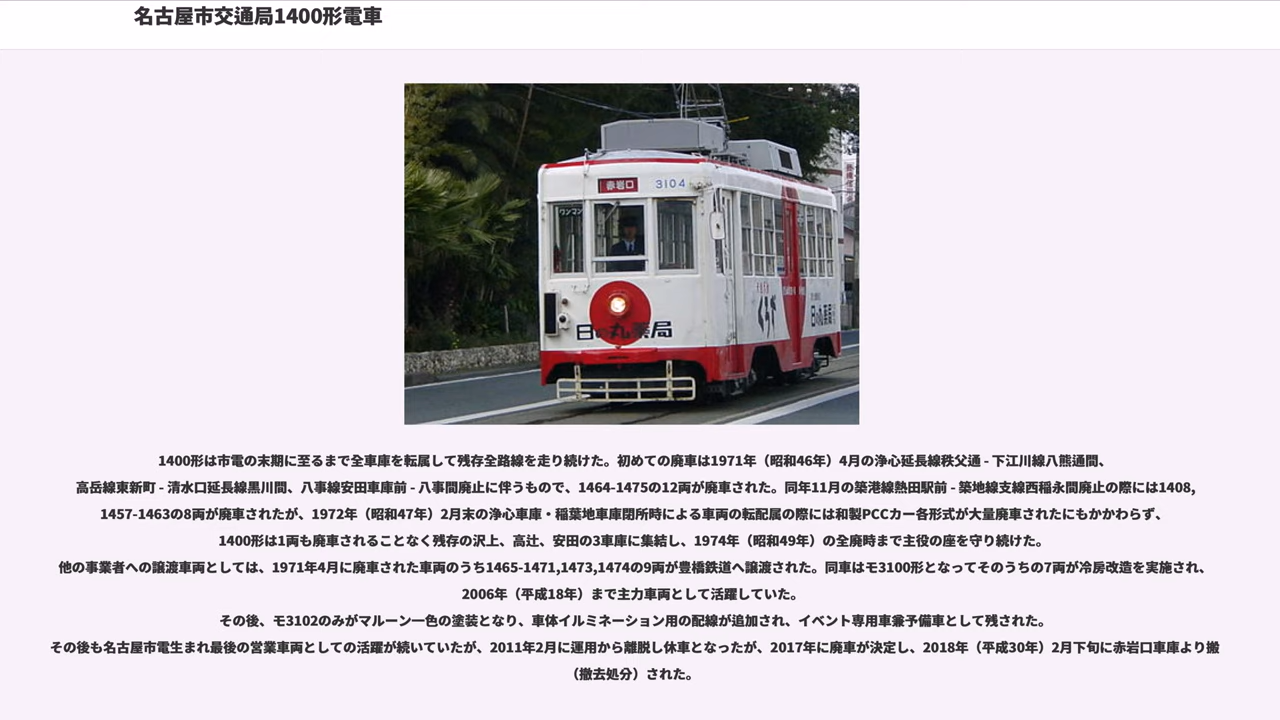 名古屋市交通局1400形電車
赤岩口
3104
ワンマン
日の丸薬局
日の丸薬局
1400形は市電の末期に至るまで全車庫を転属して残存全路線を走り続けた。初めての廃車は1971年（昭和46年）4月の浄心延長線秩父通 - 下江川線八熊通間、
高岳線東新町 - 清水口延長線黒川間、八事線安田車庫前 - 八事間廃止に伴うもので、1464-1475の12両が廃車された。同年11月の築港線熱田駅前 - 築地線支線西稲永間廃止の際には1408,
1457-1463の8両が廃車されたが、1972年（昭和47年）2月末の浄心車庫・稲葉地車庫閉所時による車両の転配属の際には和製PCCカー各形式が大量廃車されたにもかかわらず、
1400形は1両も廃車されることなく残存の沢上、高辻、安田の3車庫に集結し、1974年（昭和49年）の全廃時まで主役の座を守り続けた。
他の事業者への譲渡車両としては、1971年4月に廃車された車両のうち1465-1471,1473,1474の9両が豊橋鉄道へ譲渡された。同車はモ3100形となってそのうちの7両が冷房改造を実施され、
2006年（平成18年）まで主力車両として活躍していた。
その後、モ3102のみがマルーン一色の塗装となり、車体イルミネーション用の配線が追加され、イベント専用車兼予備車として残された。
その後も名古屋市電生まれ最後の営業車両としての活躍が続いていたが、2011年2月に運用から離脱し休車となったが、2017年に廃車が決定し、2018年（平成30年）2月下旬に赤岩口車庫より搬
（撤去処分）された。